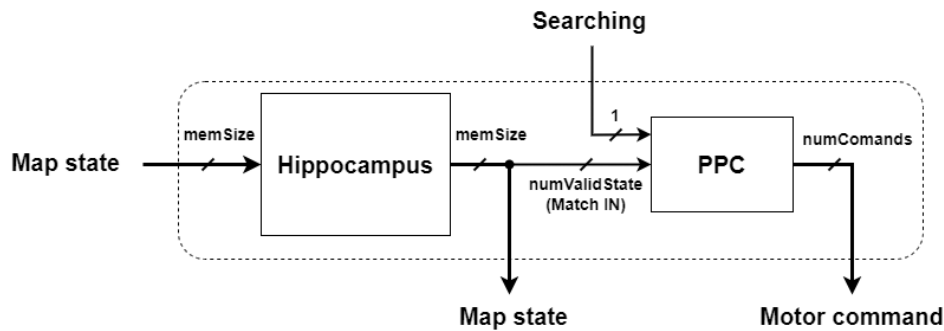 Searching
1
memSize
memSize
numComands
Map state
Hippocampus
PPC
numValidState
(Match IN)
Map state
Motor command